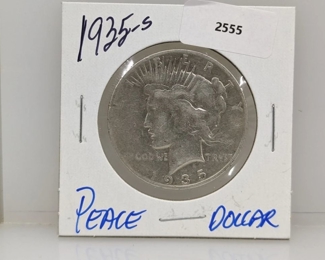 1935-S
2555
LIBERTY
IN GOD WE TRUST
1935
PEACE — DOLLAR